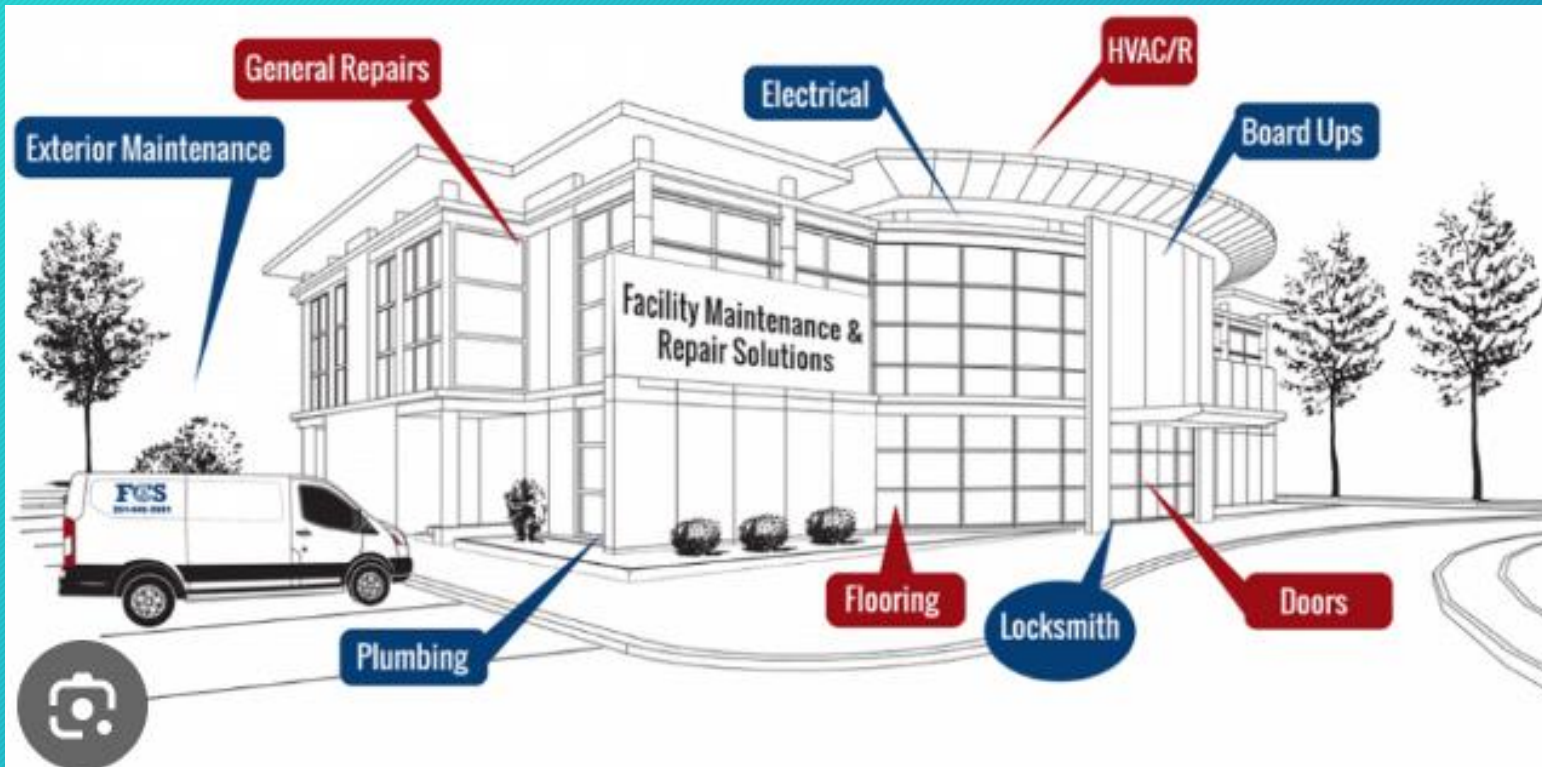 HVAC/R
General Repairs
Electrical
Board Ups
Exterior Maintenance
Facility Maintenance &
Repair Solutions
FCS
Flooring
Doors
Locksmith
Plumbing